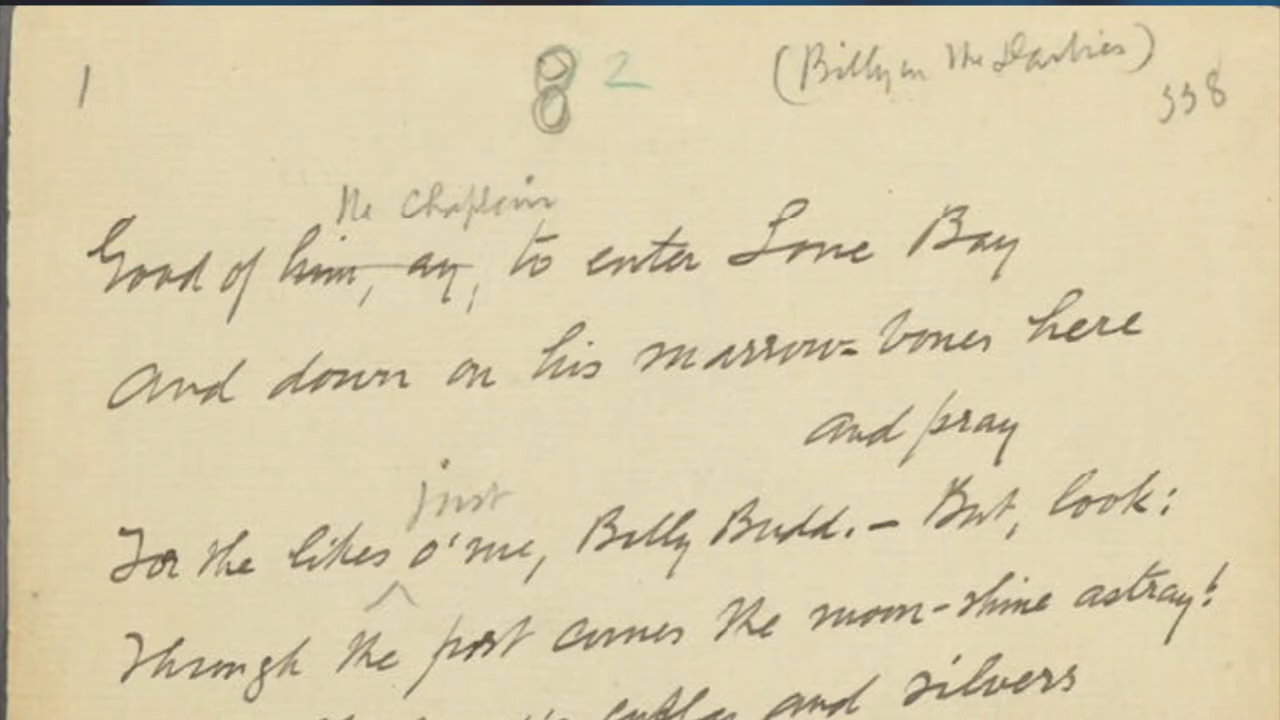 1 82 (Billy in the Darbies)
8 338
the Chaplain
Good of him, ay, to enter Lone Bay
And down on his marrow-bones here
and pray
just
For the likes o' me, Billy Budd. — But, look:
Through the port comes the moon-shine astray!
and silvers